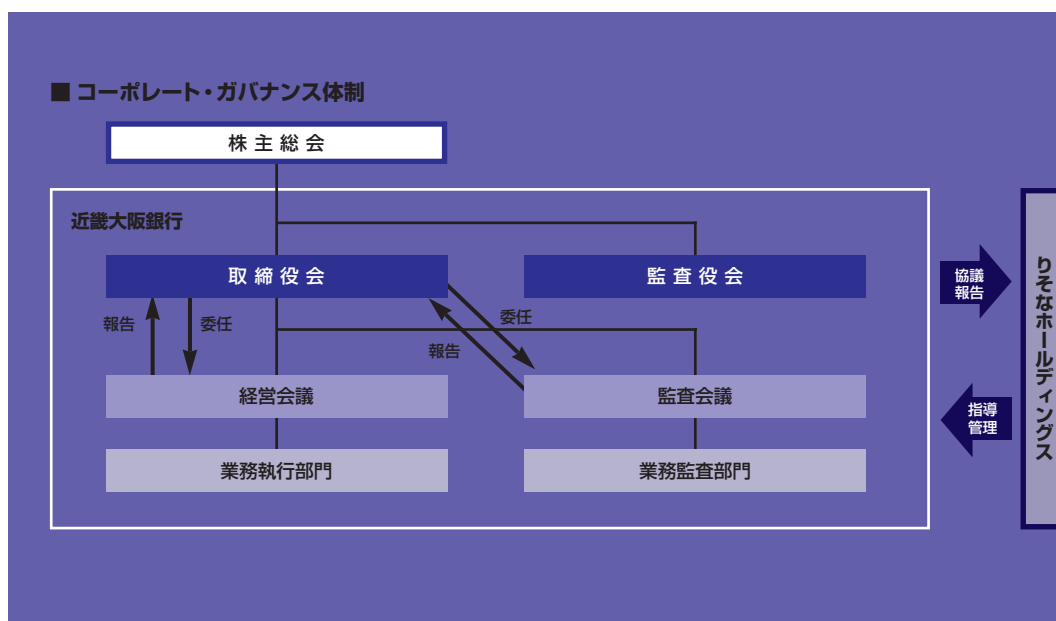 ■ コーポレート・ガバナンス体制
株主総会
近畿大阪銀行
取締役会
監査役会
報告
委任
委任
報告
経営会議
監査会議
業務執行部門
業務監査部門
協議
報告
指導
管理
りそなホールディングス